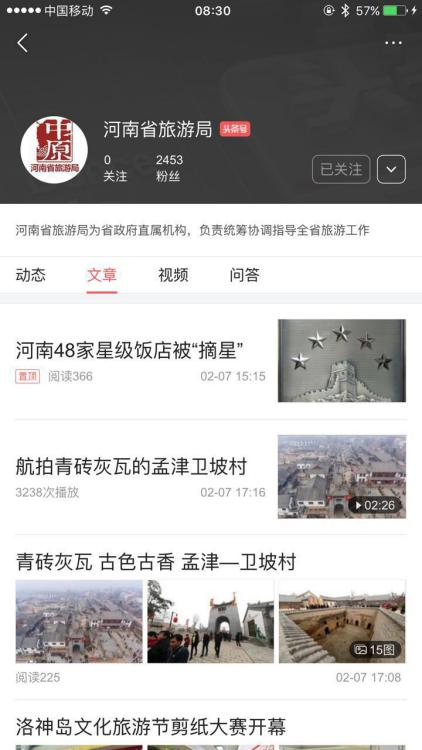 中国移动
08:30
57%
中原
河南省旅游局
河南省旅游局 头条号
0
2453
关注
粉丝
已关注
河南省旅游局为省政府直属机构，负责统筹协调指导全省旅游工作
动态 文章 视频 问答
河南48家星级饭店被“摘星”
置顶 阅读366 02-07 15:15
航拍青砖灰瓦的孟津卫坡村
3238次播放 02-07 17:16
02:26
青砖灰瓦 古色古香 孟津—卫坡村
15图
阅读225 02-07 17:08
洛神岛文化旅游节剪纸大赛开幕